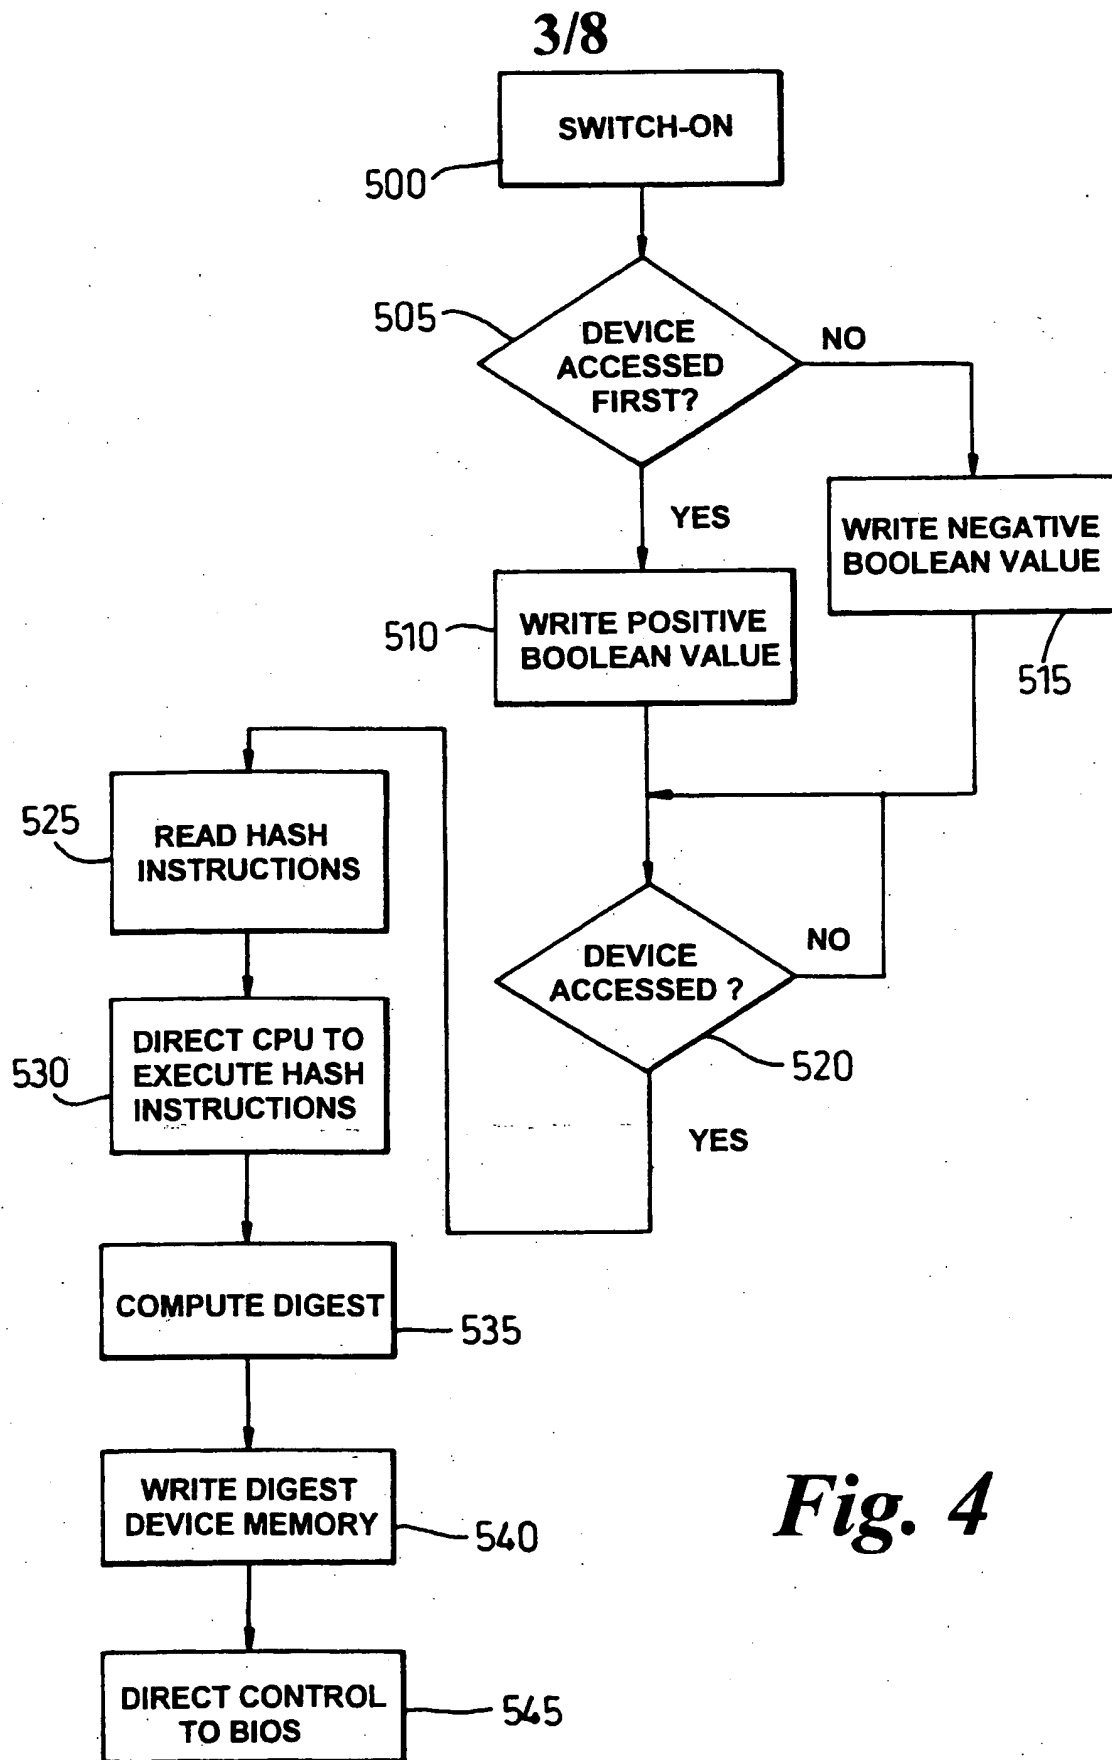 3/8
SWITCH-ON
500
505
DEVICE
ACCESSED
FIRST?
NO
YES
WRITE NEGATIVE
BOOLEAN VALUE
515
510
WRITE POSITIVE
BOOLEAN VALUE
525
READ HASH
INSTRUCTIONS
DEVICE
ACCESSED ?
NO
520
YES
530
DIRECT CPU TO
EXECUTE HASH
INSTRUCTIONS
COMPUTE DIGEST
535
WRITE DIGEST
DEVICE MEMORY
540
Fig. 4
DIRECT CONTROL
TO BIOS
545